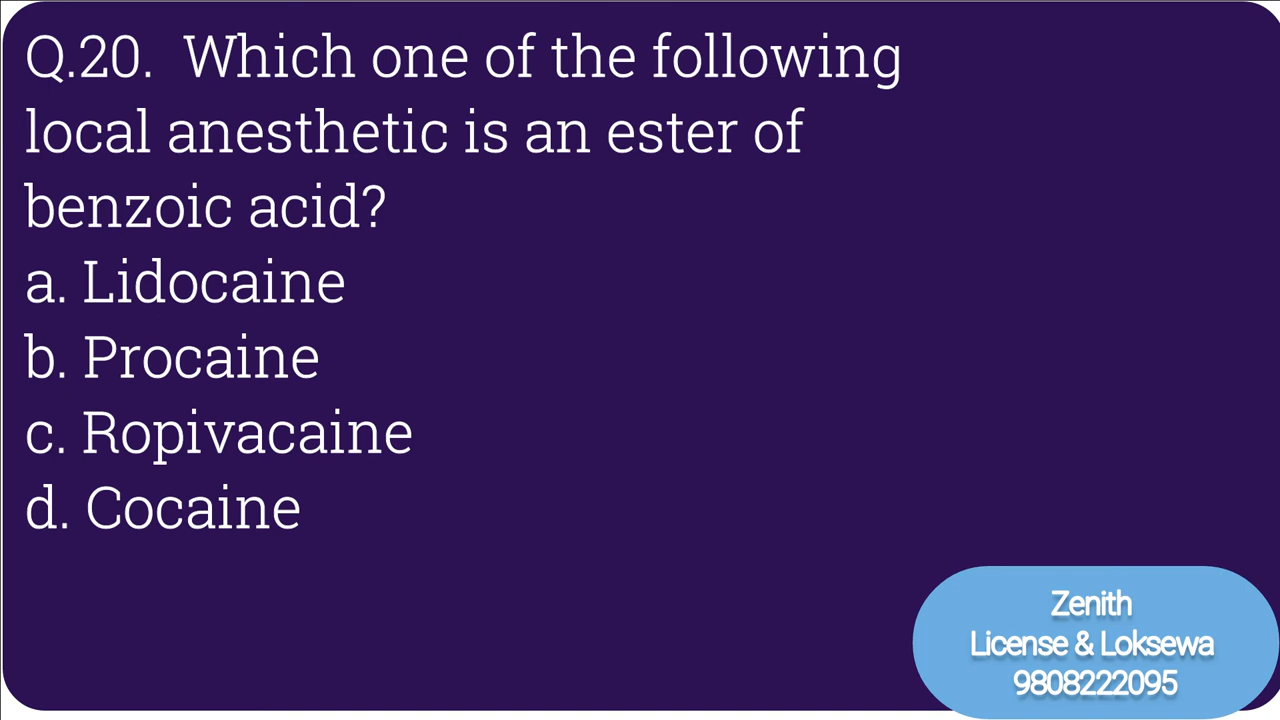 Q.20.  Which one of the following
local anesthetic is an ester of
benzoic acid?
a. Lidocaine
b. Procaine
c. Ropivacaine
d. Cocaine
Zenith
License & Loksewa
9808222095